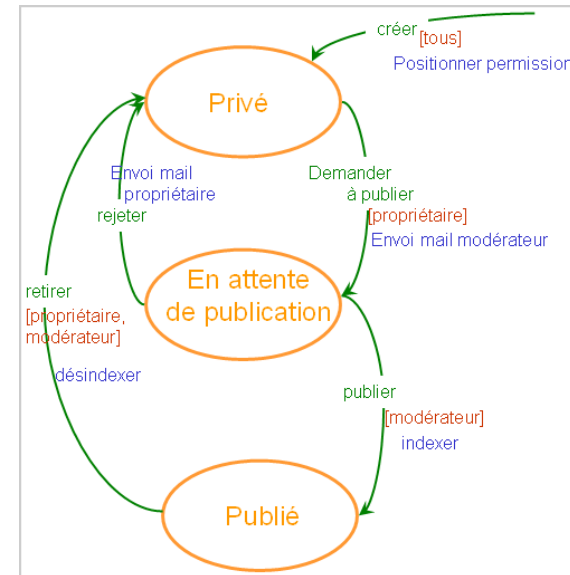 créer
[tous]
Positionner permission
Privé
Envoi mail
propriétaire
rejeter
Demander
à publier
[propriétaire]
Envoi mail modérateur
En attente
de publication
retirer
[propriétaire,
modérateur]
désindexer
publier
[modérateur]
indexer
Publié